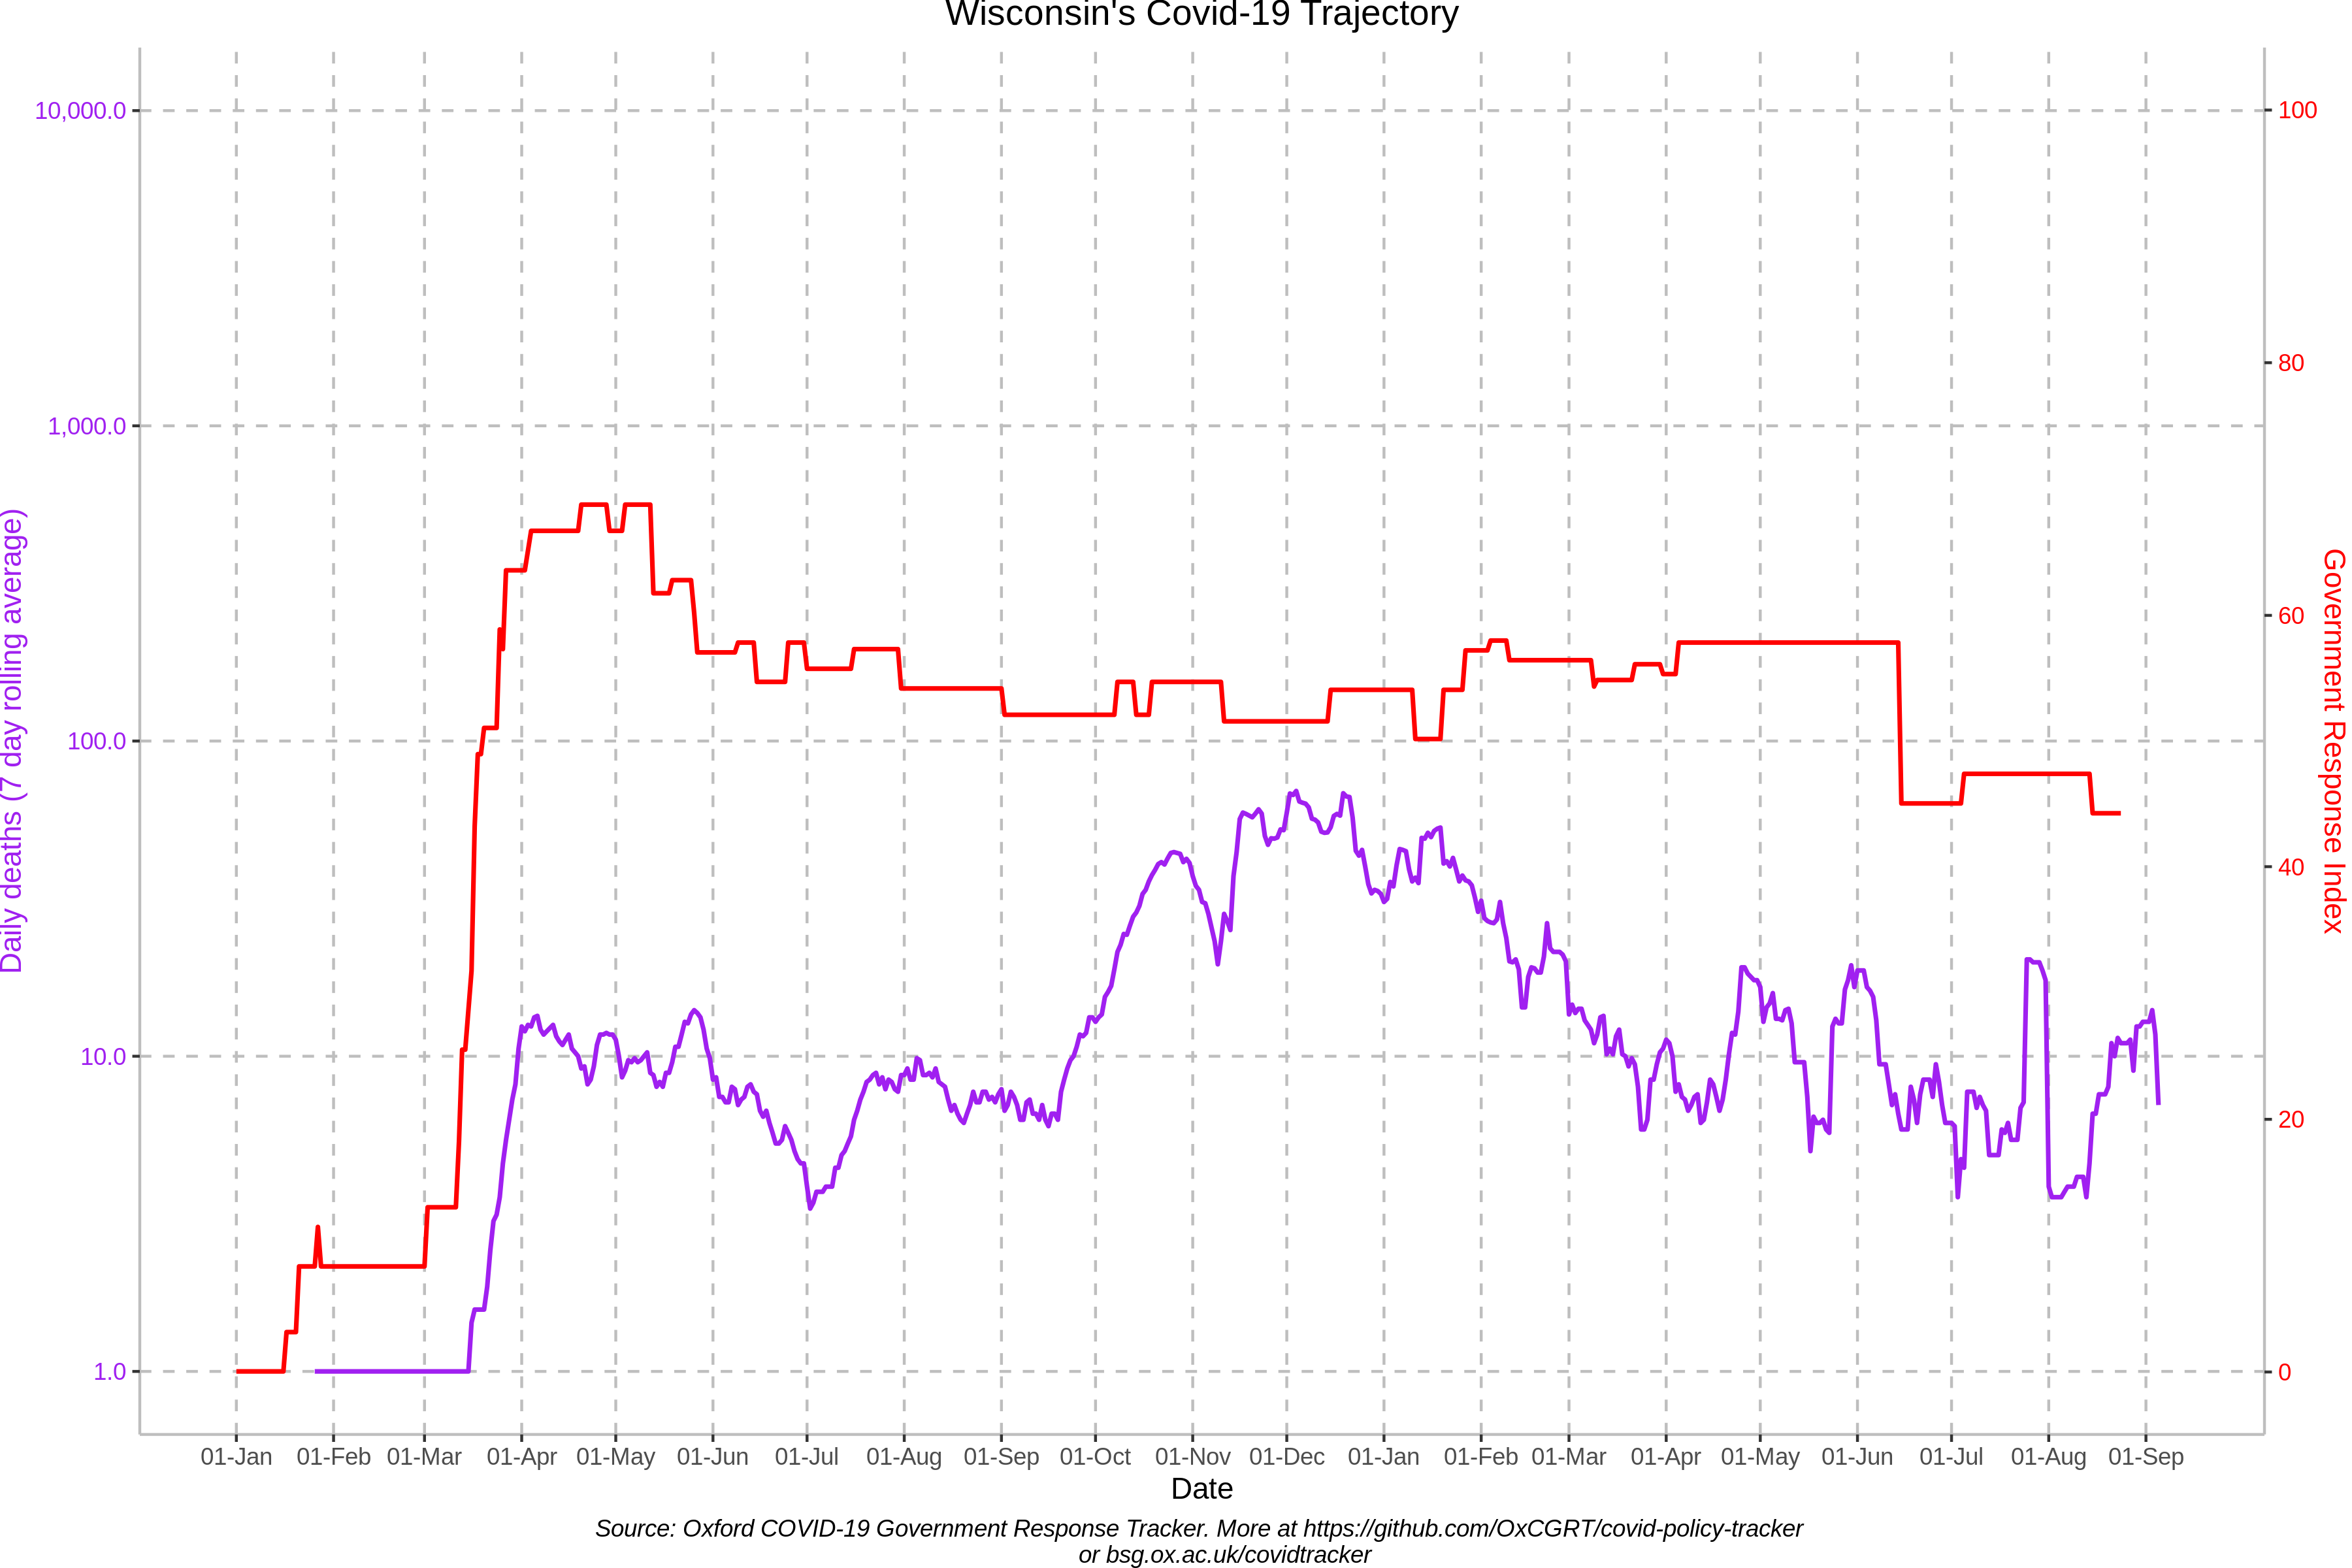 Wisconsin's Covid-19 Trajectory
10,000.0
1,000.0
100.0
10.0
1.0
Daily deaths (7 day rolling average)
100
80
60
40
20
0
Government Response Index
01-Jan 01-Feb 01-Mar 01-Apr 01-May 01-Jun 01-Jul 01-Aug 01-Sep 01-Oct 01-Nov 01-Dec 01-Jan 01-Feb 01-Mar 01-Apr 01-May 01-Jun 01-Jul 01-Aug 01-Sep
Date
Source: Oxford COVID-19 Government Response Tracker. More at https://github.com/OxCGRT/covid-policy-tracker
or bsg.ox.ac.uk/covidtracker